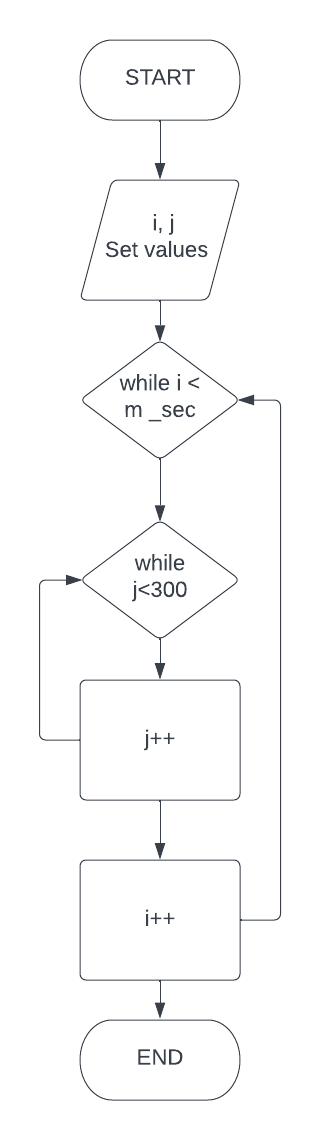 START
i, j
Set values
while i <
m _sec
while
j<300
j++
i++
END